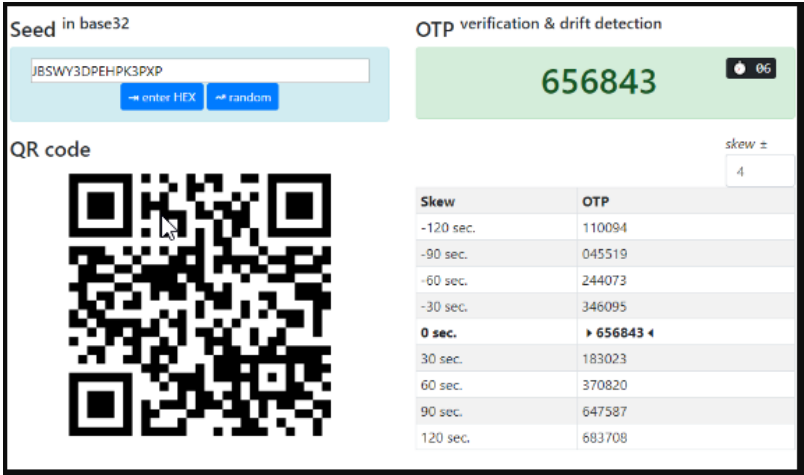 Seed in base32
JBSWY3DPEHPK3PXP
enter HEX random
QR code
OTP verification & drift detection
656843
06
skew ±
4
Skew OTP
-120 sec. 110094
-90 sec. 045519
-60 sec. 244073
-30 sec. 346095
0 sec. 656843
30 sec. 183023
60 sec. 370820
90 sec. 647587
120 sec. 683708